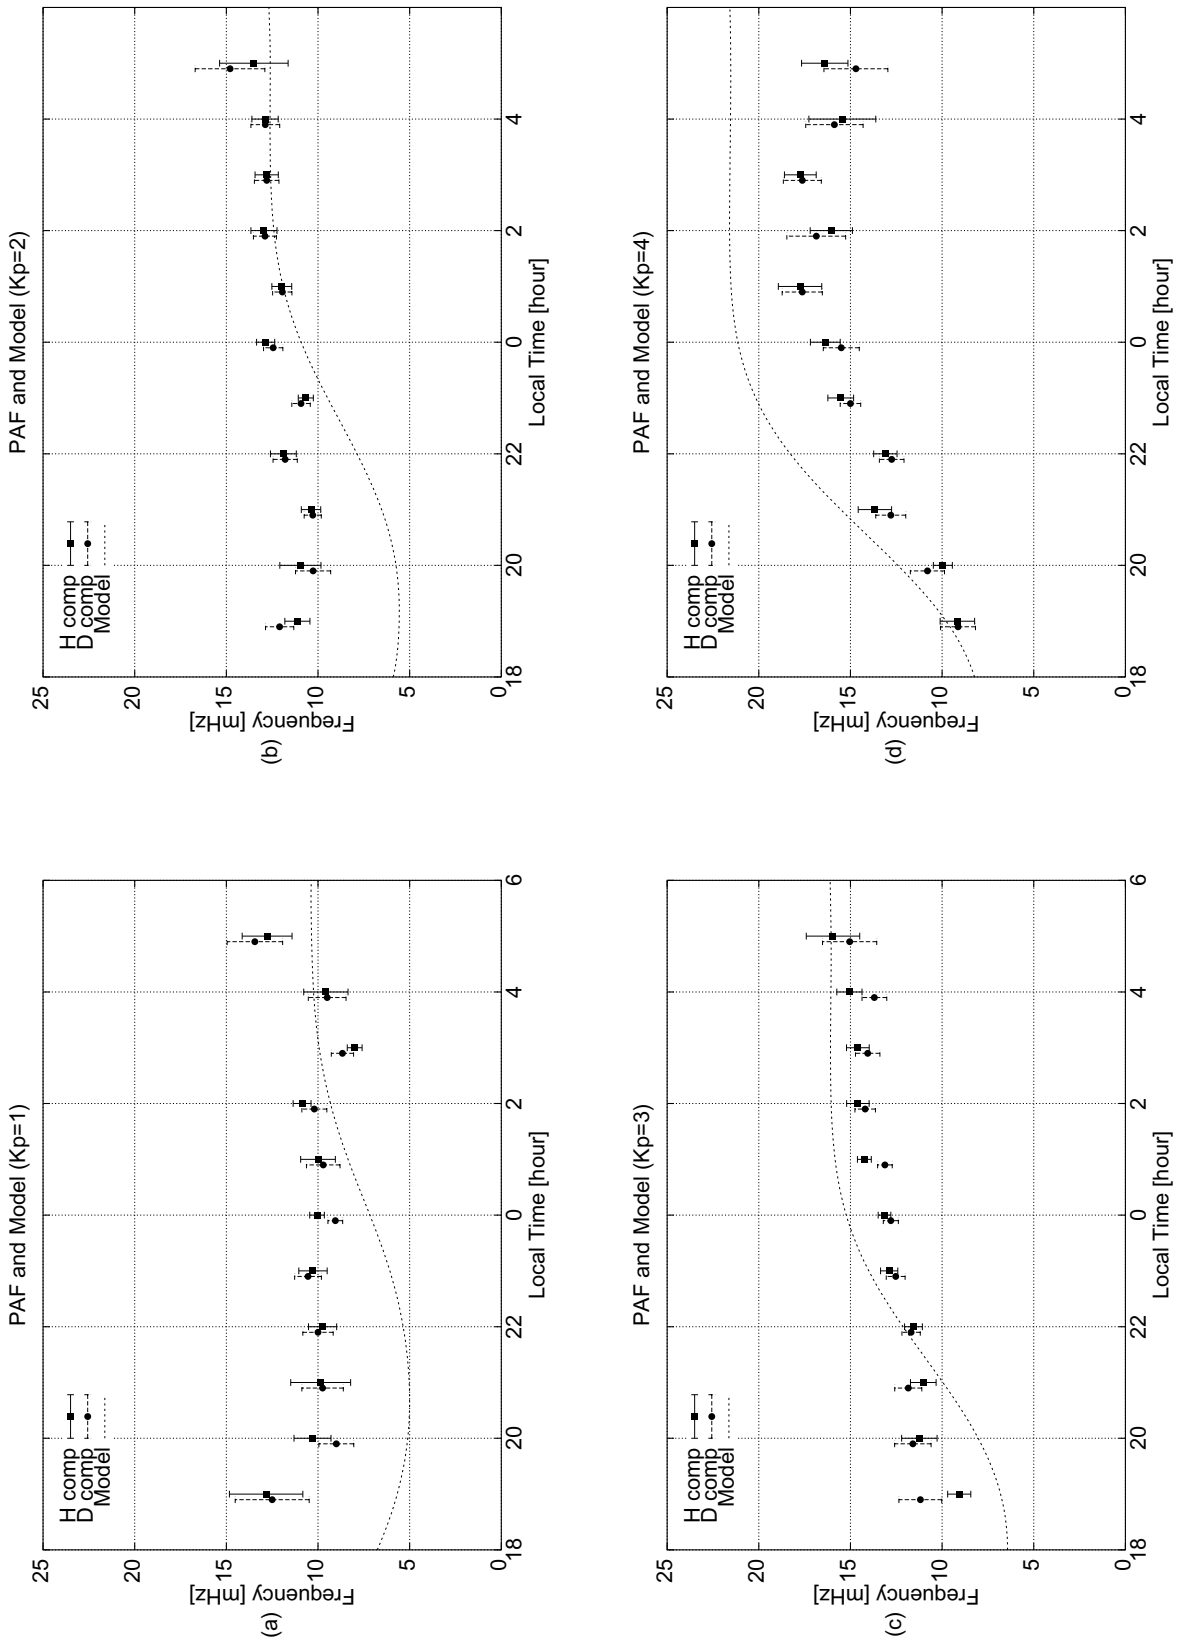 PAF and Model (Kp=1)
(a)
Frequency [mHz]
25
20
15
10
5
0
H comp
D comp
Model
18
20
22
0
2
4
6
Local Time [hour]
PAF and Model (Kp=2)
(b)
Frequency [mHz]
25
20
15
10
5
0
H comp
D comp
Model
18
20
22
0
2
4
Local Time [hour]
PAF and Model (Kp=3)
(c)
Frequency [mHz]
25
20
15
10
5
0
H comp
D comp
Model
18
20
22
0
2
4
6
Local Time [hour]
PAF and Model (Kp=4)
(d)
Frequency [mHz]
25
20
15
10
5
0
H comp
D comp
Model
18
20
22
0
2
4
Local Time [hour]